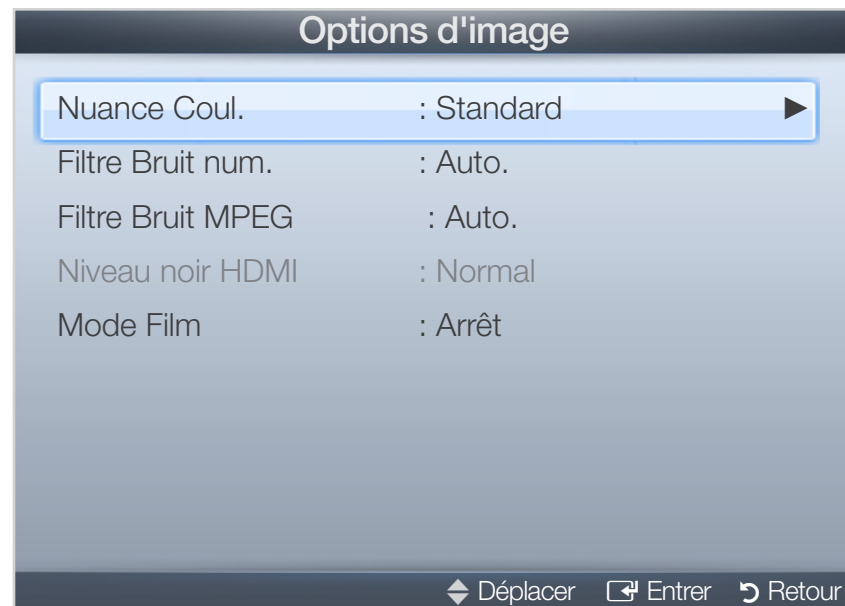 Options d'image
Nuance Coul. : Standard ►
Filtre Bruit num. : Auto.
Filtre Bruit MPEG : Auto.
Niveau noir HDMI : Normal
Mode Film : Arrêt
Déplacer Entrer Retour